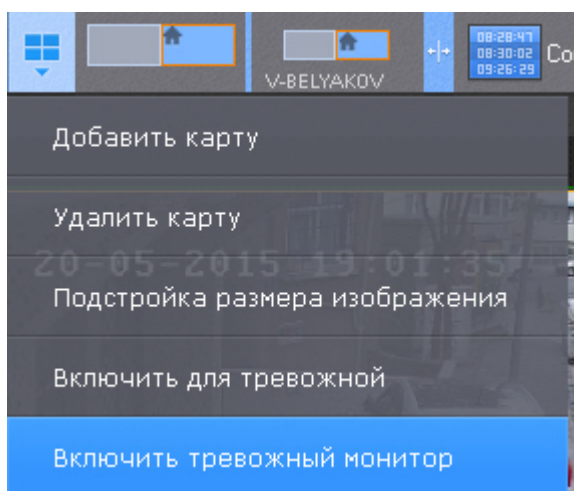 08:28:47
08:30:02
09:26:29
Co
V-BELYAKOV
Добавить карту
Удалить карту
20-05-2015 19:01:35
Подстройка размера изображения
Включить для тревожной
Включить тревожный монитор